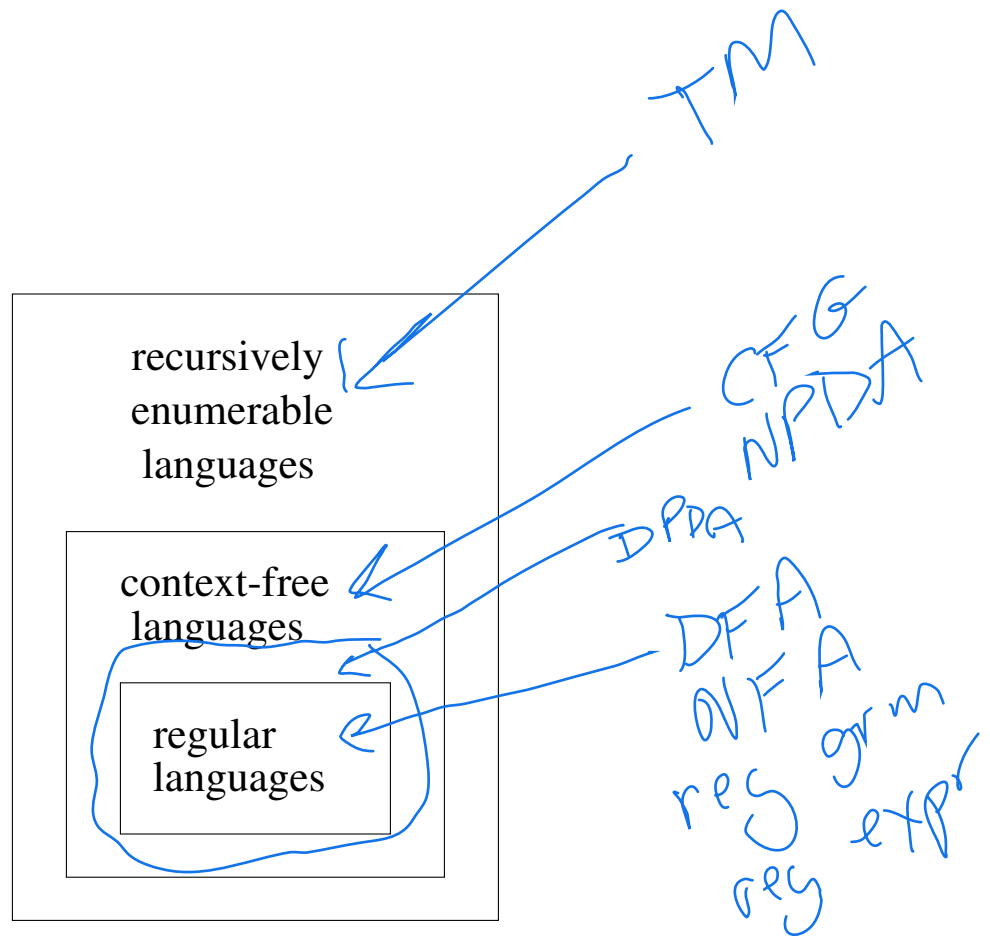 TM
recursively
enumerable
languages
CFG
NPDA
DPDA
context-free
languages
DFA
NFA
reg grm
reg expr
regular
languages